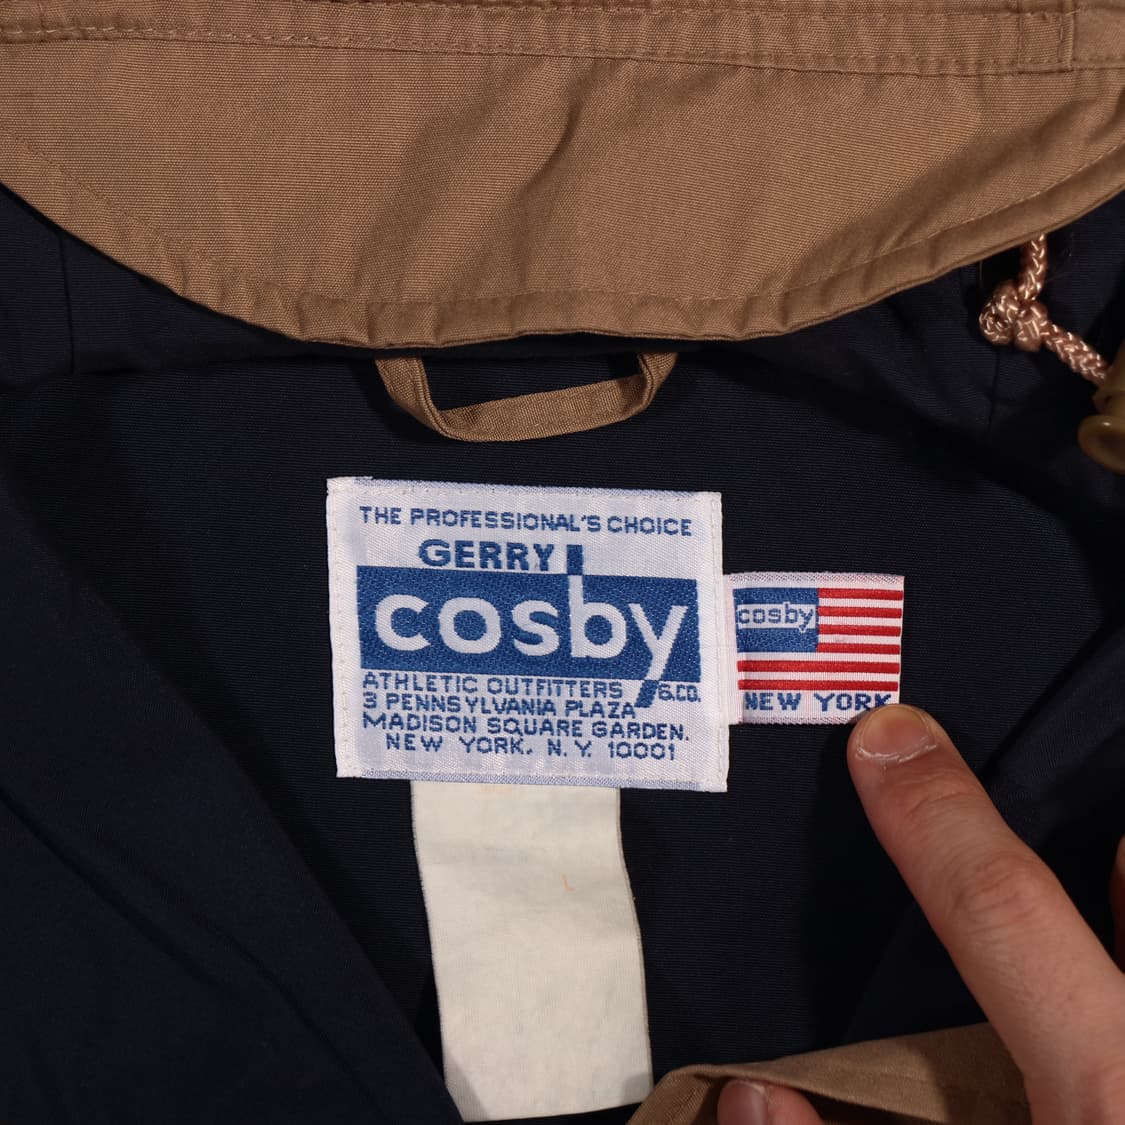 THE PROFESSIONAL'S CHOICE
GERRY
cosby
ATHLETIC OUTFITTERS & CO.
3 PENNSYLVANIA PLAZA
MADISON SQUARE GARDEN.
NEW YORK, N.Y. 10001
cosby
NEW YORK
L